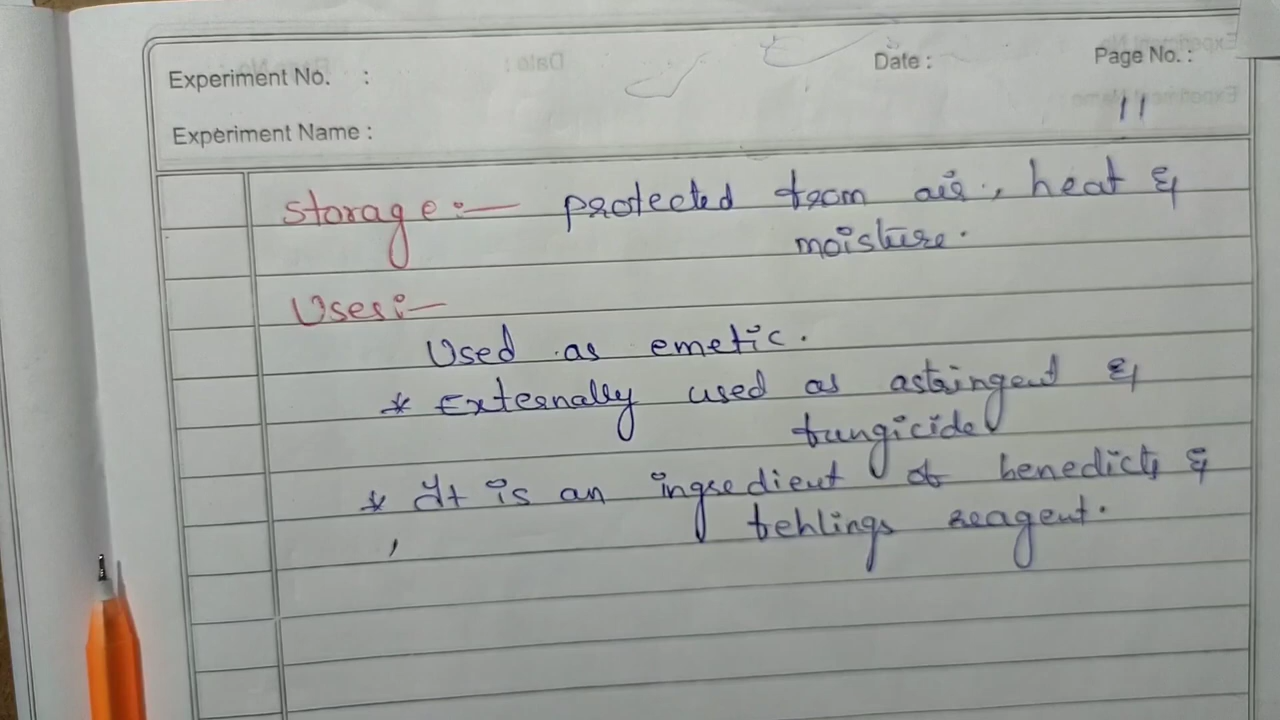 Experiment No. :
Date :
Page No. :
11
Experiment Name :
Storage:- protected from air, heat &
moisture.
Uses:-
Used as emetic.
* Externally used as astringent &
fungicide
* It is an ingredient of benedicts &
fehlings reagent.